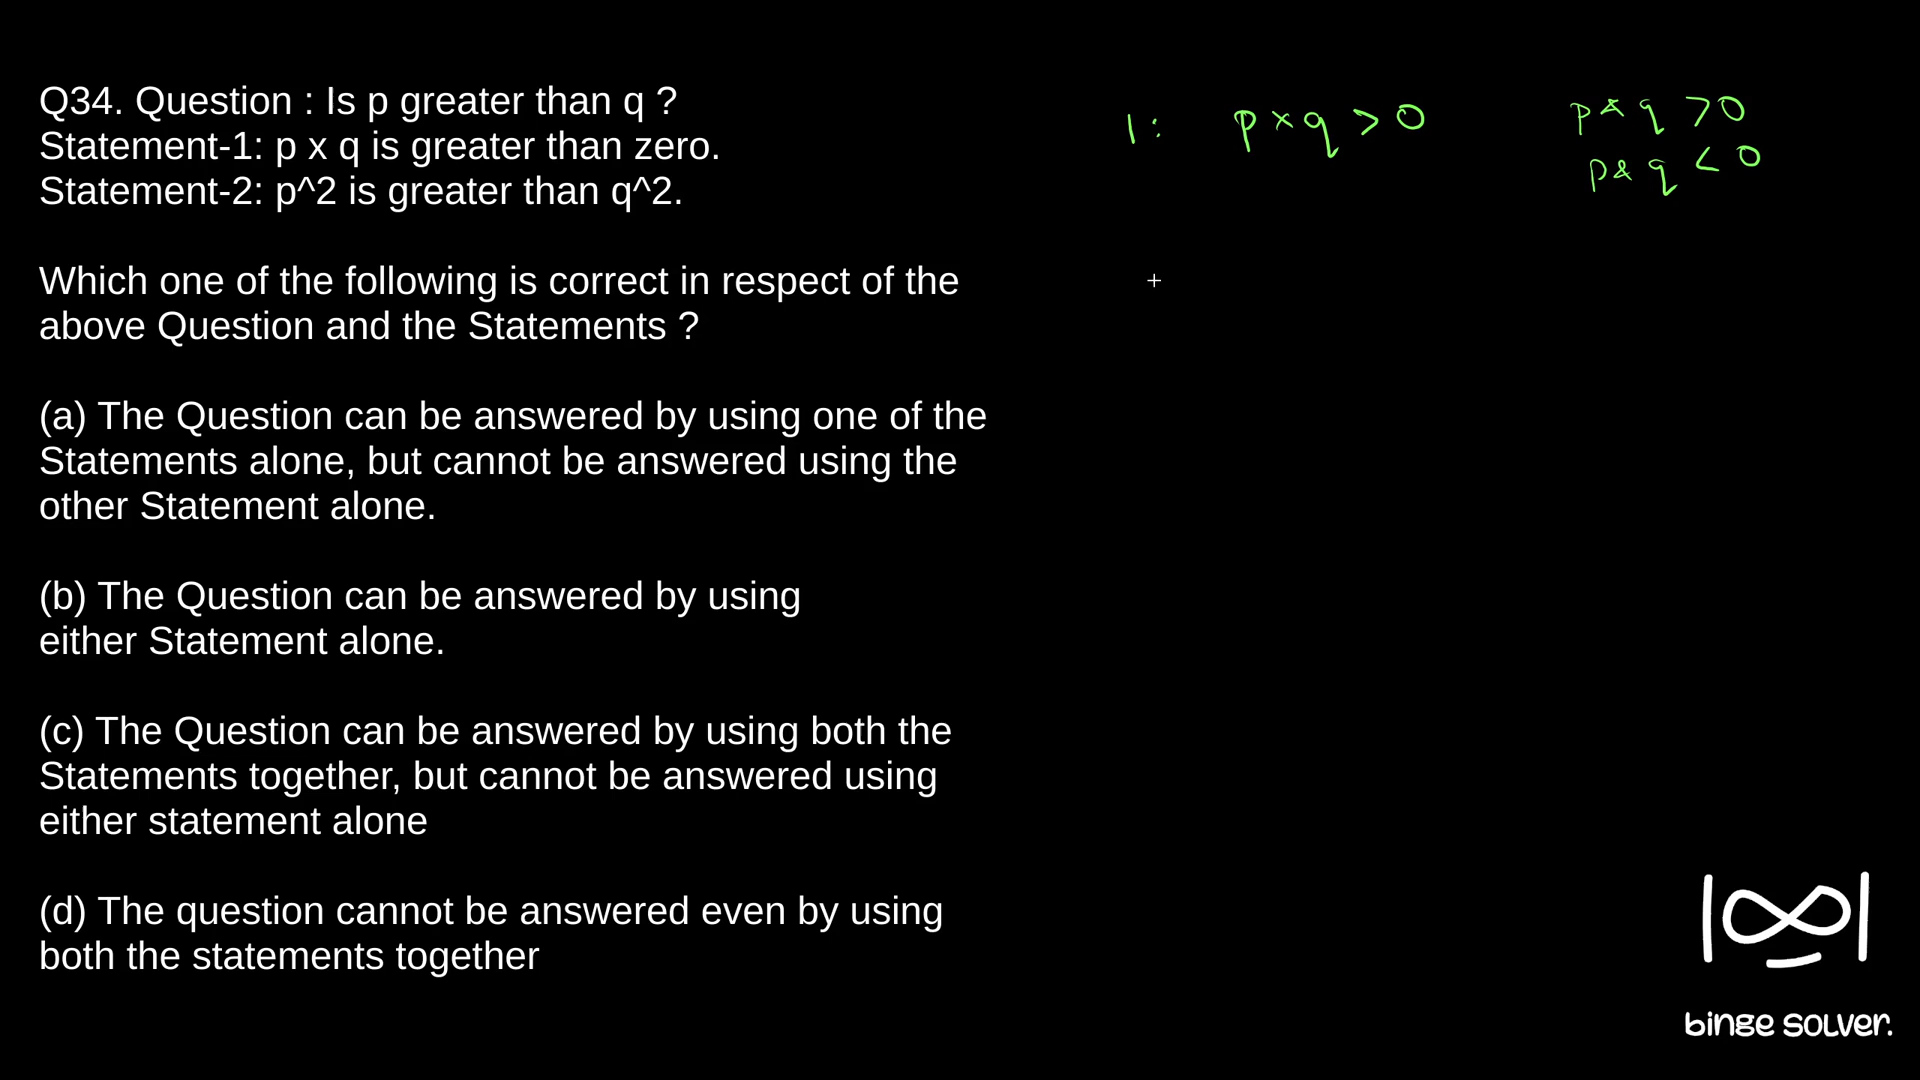 Q34. Question : Is p greater than q ?
Statement-1: p x q is greater than zero.
Statement-2: p^2 is greater than q^2.
Which one of the following is correct in respect of the
above Question and the Statements ?
(a) The Question can be answered by using one of the
Statements alone, but cannot be answered using the
other Statement alone.
(b) The Question can be answered by using
either Statement alone.
(c) The Question can be answered by using both the
Statements together, but cannot be answered using
either statement alone
(d) The question cannot be answered even by using
both the statements together
1: p × q > 0
p & q > 0
p & q < 0
binge solver.